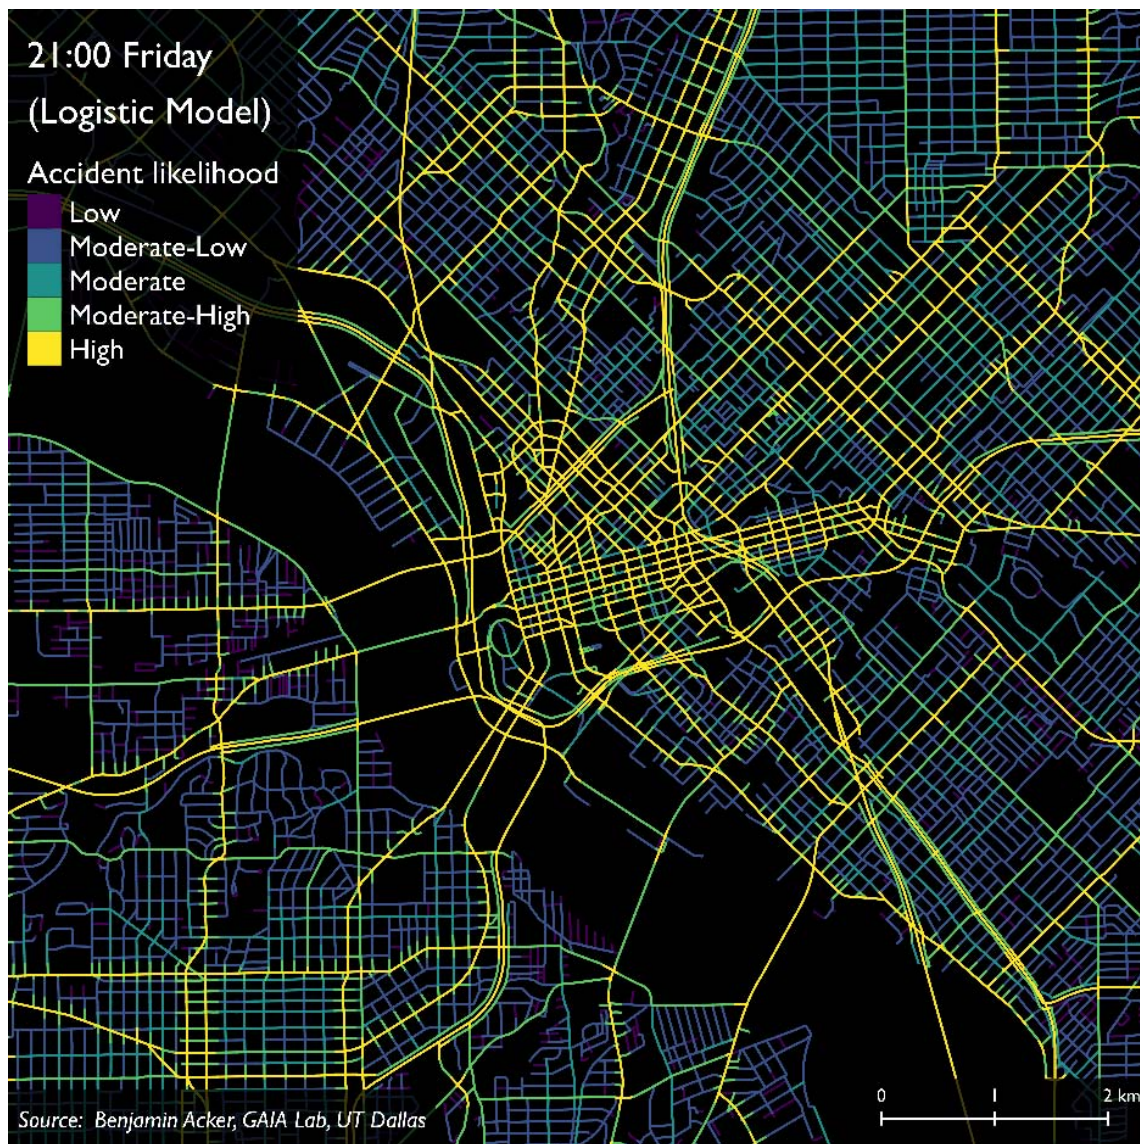 21:00 Friday
(Logistic Model)
Accident likelihood
Low
Moderate-Low
Moderate
Moderate-High
High
0 1 2 km
Source: Benjamin Acker, GAIA Lab, UT Dallas